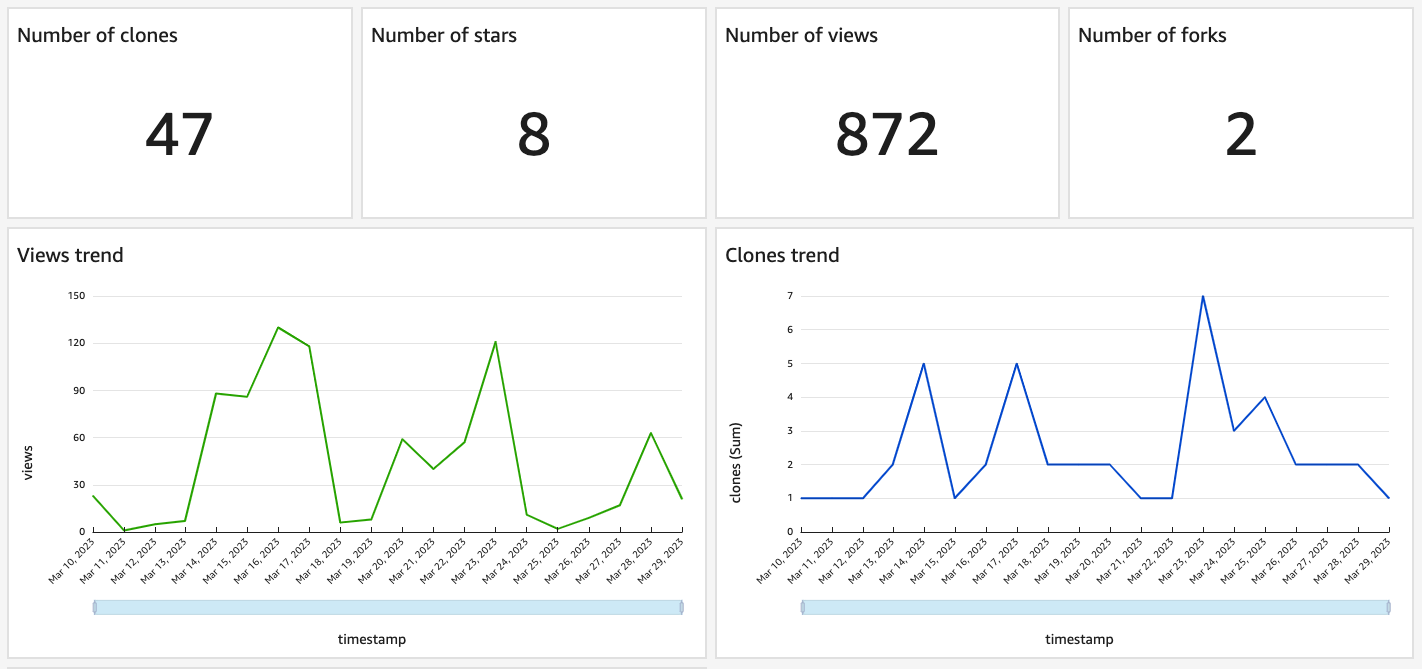 Number of clones
47
Number of stars
8
Number of views
872
Number of forks
2
Views trend
150
120
90
60
30
0
views
Mar 10, 2023
Mar 11, 2023
Mar 12, 2023
Mar 13, 2023
Mar 14, 2023
Mar 15, 2023
Mar 16, 2023
Mar 17, 2023
Mar 18, 2023
Mar 19, 2023
Mar 20, 2023
Mar 21, 2023
Mar 22, 2023
Mar 23, 2023
Mar 24, 2023
Mar 25, 2023
Mar 26, 2023
Mar 27, 2023
Mar 28, 2023
Mar 29, 2023
timestamp
Clones trend
7
6
5
4
3
2
1
0
clones (Sum)
Mar 10, 2023
Mar 11, 2023
Mar 12, 2023
Mar 13, 2023
Mar 14, 2023
Mar 15, 2023
Mar 16, 2023
Mar 17, 2023
Mar 18, 2023
Mar 19, 2023
Mar 20, 2023
Mar 21, 2023
Mar 22, 2023
Mar 23, 2023
Mar 24, 2023
Mar 25, 2023
Mar 26, 2023
Mar 27, 2023
Mar 28, 2023
Mar 29, 2023
timestamp